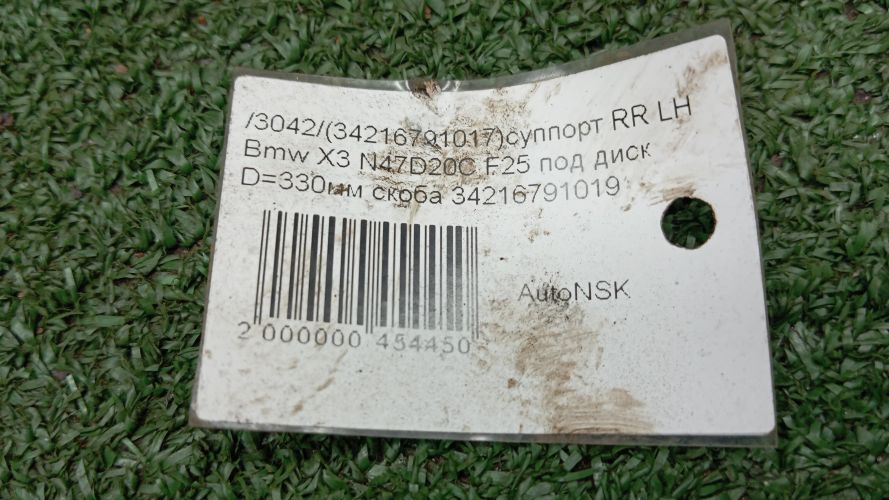 /3042/(34216791017)суппорт RR LH
Bmw X3 N47D20C F25 под диск
D=330мм скоба 34216791019
AutoNSK
2 000000 454450